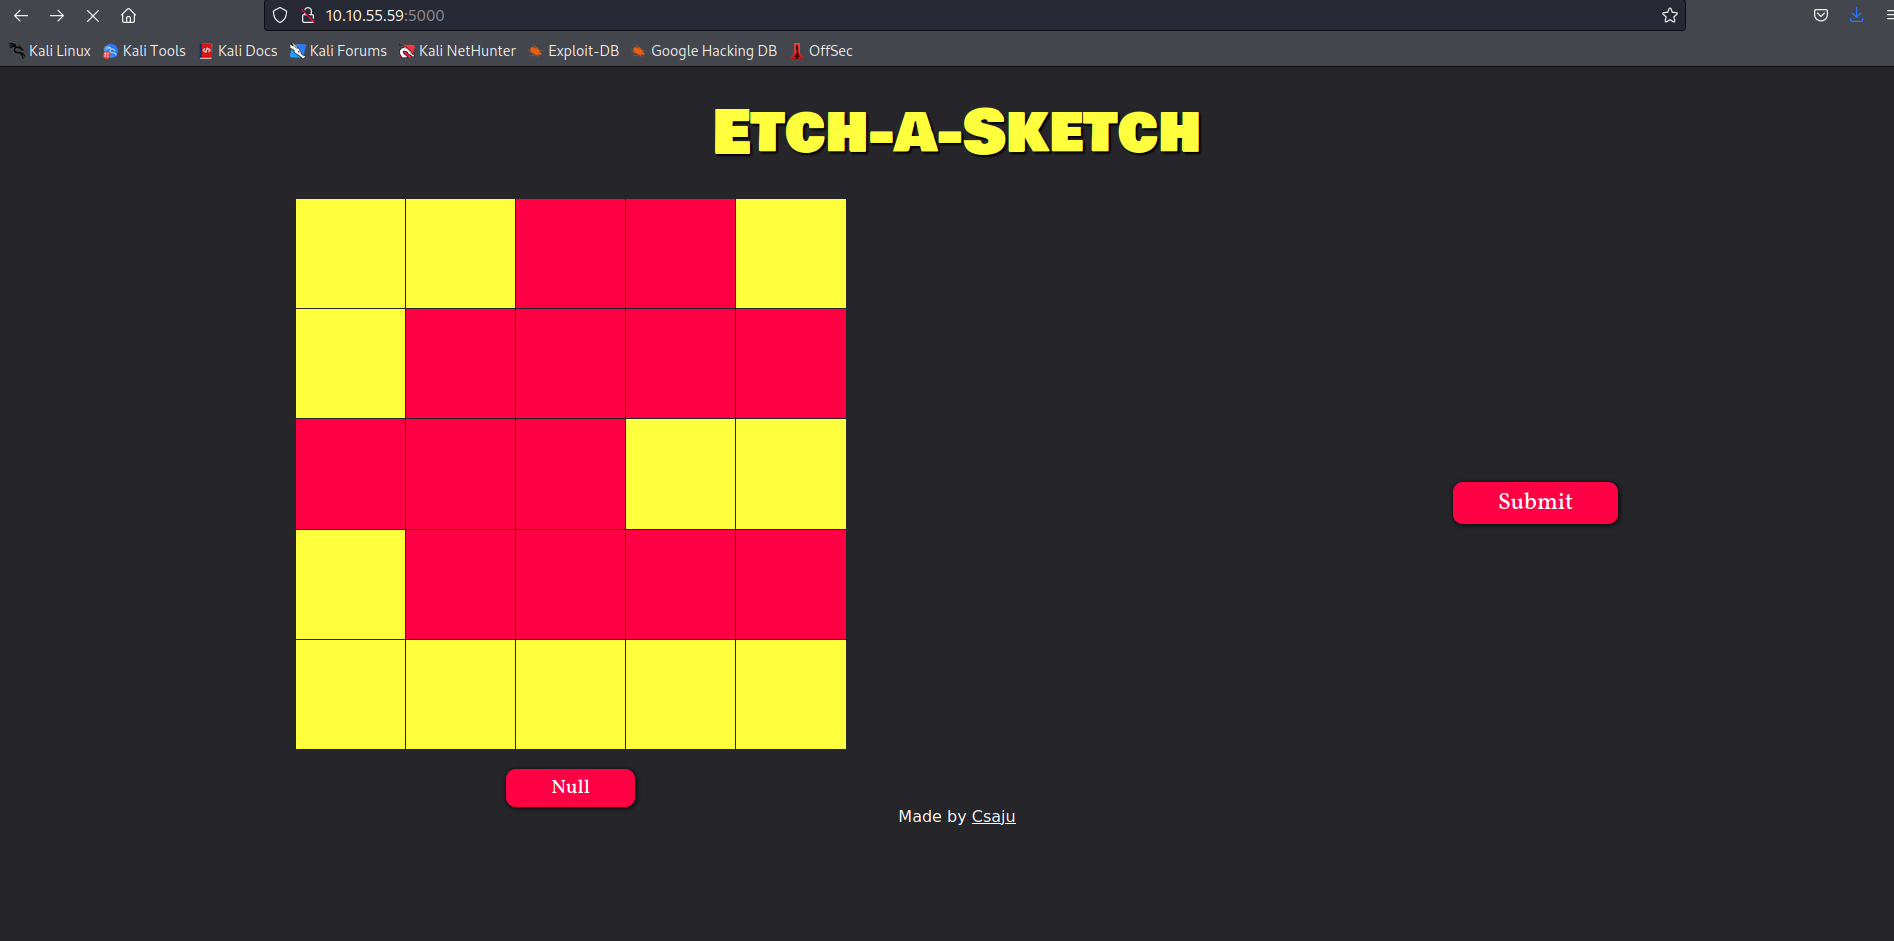 10.10.55.59:5000
Kali Linux Kali Tools Kali Docs Kali Forums Kali NetHunter Exploit-DB Google Hacking DB OffSec
Etch-a-Sketch
Submit
Null
Made by Csaju